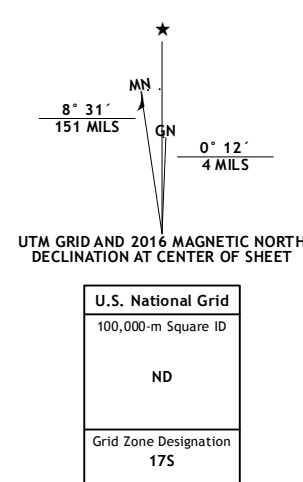 MN
8° 31´
151 MILS
GN
0° 12´
4 MILS
UTM GRID AND 2016 MAGNETIC NORTH
DECLINATION AT CENTER OF SHEET
U.S. National Grid
100,000-m Square ID
ND
Grid Zone Designation
17S